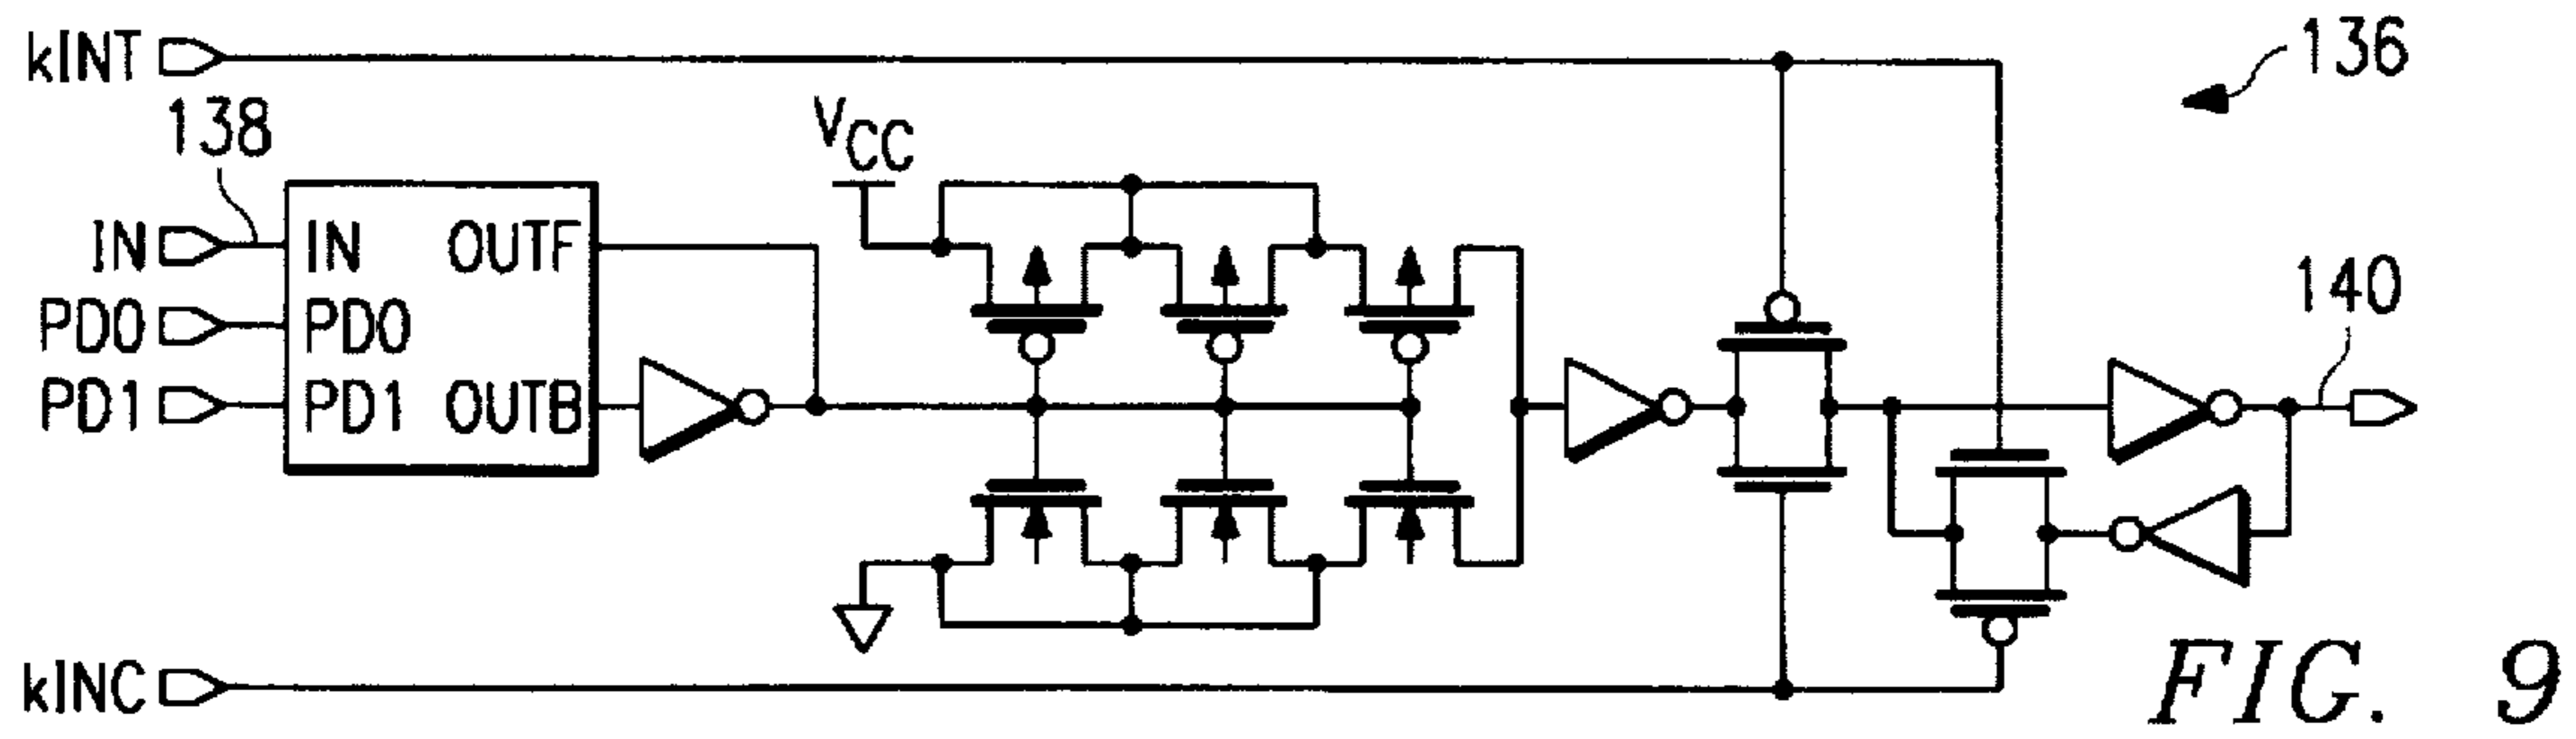 kINT
136
138
VCC
IN
IN OUTF
PD0
PD0
PD1
PD1 OUTB
140
kINC
FIG. 9